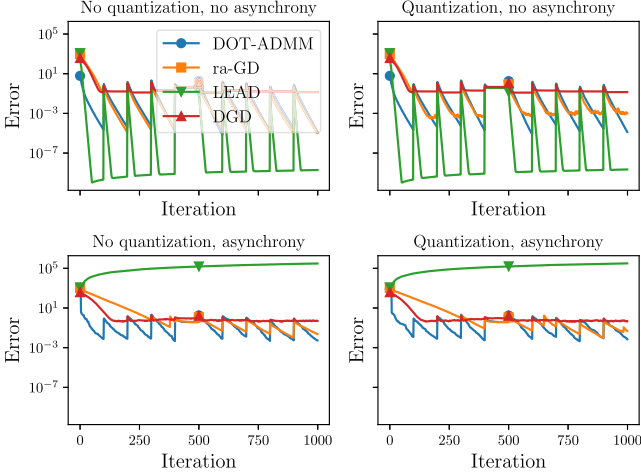 No quantization, no asynchrony
Quantization, no asynchrony
10^5
10^1
10^-3
10^-7
Error
Error
DOT-ADMM
ra-GD
LEAD
DGD
Iteration
Iteration
No quantization, asynchrony
Quantization, asynchrony
10^5
10^1
10^-3
10^-7
Error
Error
0 250 500 750 1000
0 250 500 750 1000
Iteration
Iteration